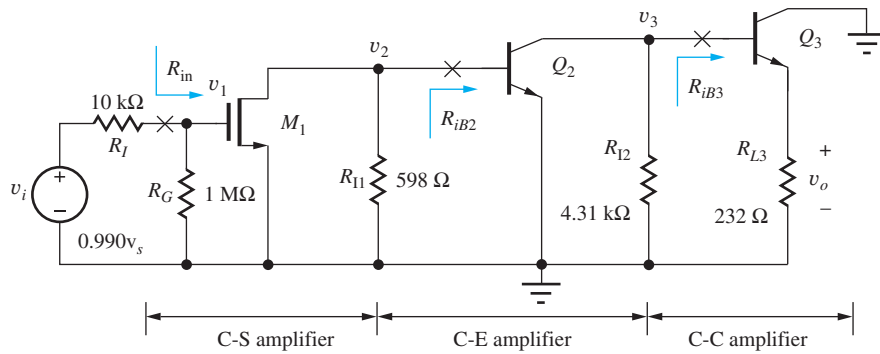 v3
v2
Q3
Q2
Rin
v1
RiB2
RiB3
10 kΩ
RI
M1
RI2
RL3
+
vo
−
vi
+
−
RG
1 MΩ
RI1
598 Ω
4.31 kΩ
232 Ω
0.990vs
C-S amplifier
C-E amplifier
C-C amplifier